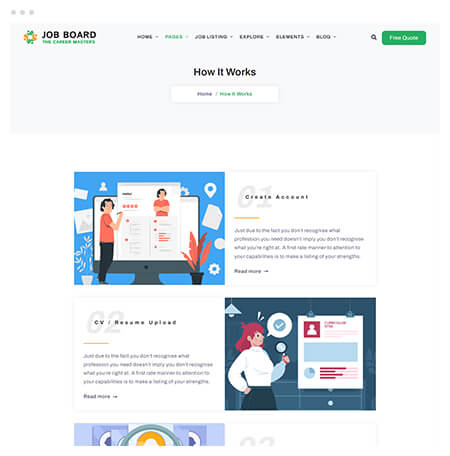 JOB BOARD
THE CAREER MASTERS
HOME PAGES JOB LISTING EXPLORE ELEMENTS BLOG
Free Quote
How It Works
Home / How It Works
01
Create Account
Just due to the fact you don't recognise what
profession you need doesn't imply you don't recognise
what you're right at. A first rate manner to attention to
your capabilities is to make a listing of your strengths.
Read more →
02
CV / Resume Upload
Just due to the fact you don't recognise what
profession you need doesn't imply you don't recognise
what you're right at. A first rate manner to attention to
your capabilities is to make a listing of your strengths.
Read more →
CURRICULUM
VITAE